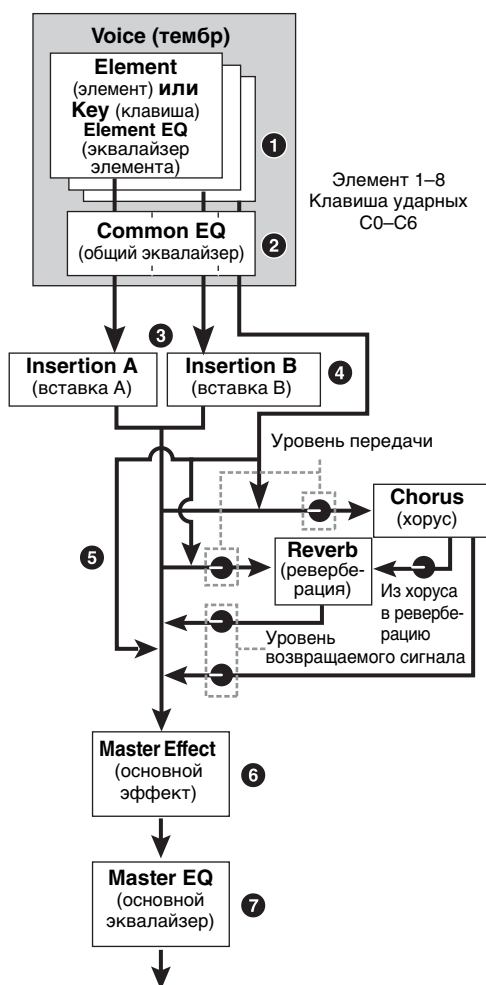 Voice (тембр)
Element
(элемент) или
Key (клавиша)
Element EQ
(эквалайзер
элемента)
1
Элемент 1–8
Клавиша ударных
C0–C6
Common EQ
(общий эквалайзер)
2
3
Insertion A
(вставка A)
Insertion B
(вставка B)
4
Уровень передачи
Chorus
(хорус)
5
Reverb
(ревербе-
рация)
Из хоруса
в ревербе-
рацию
Уровень
возвращаемого сигнала
Master Effect
(основной
эффект)
6
Master EQ
(основной
эквалайзер)
7